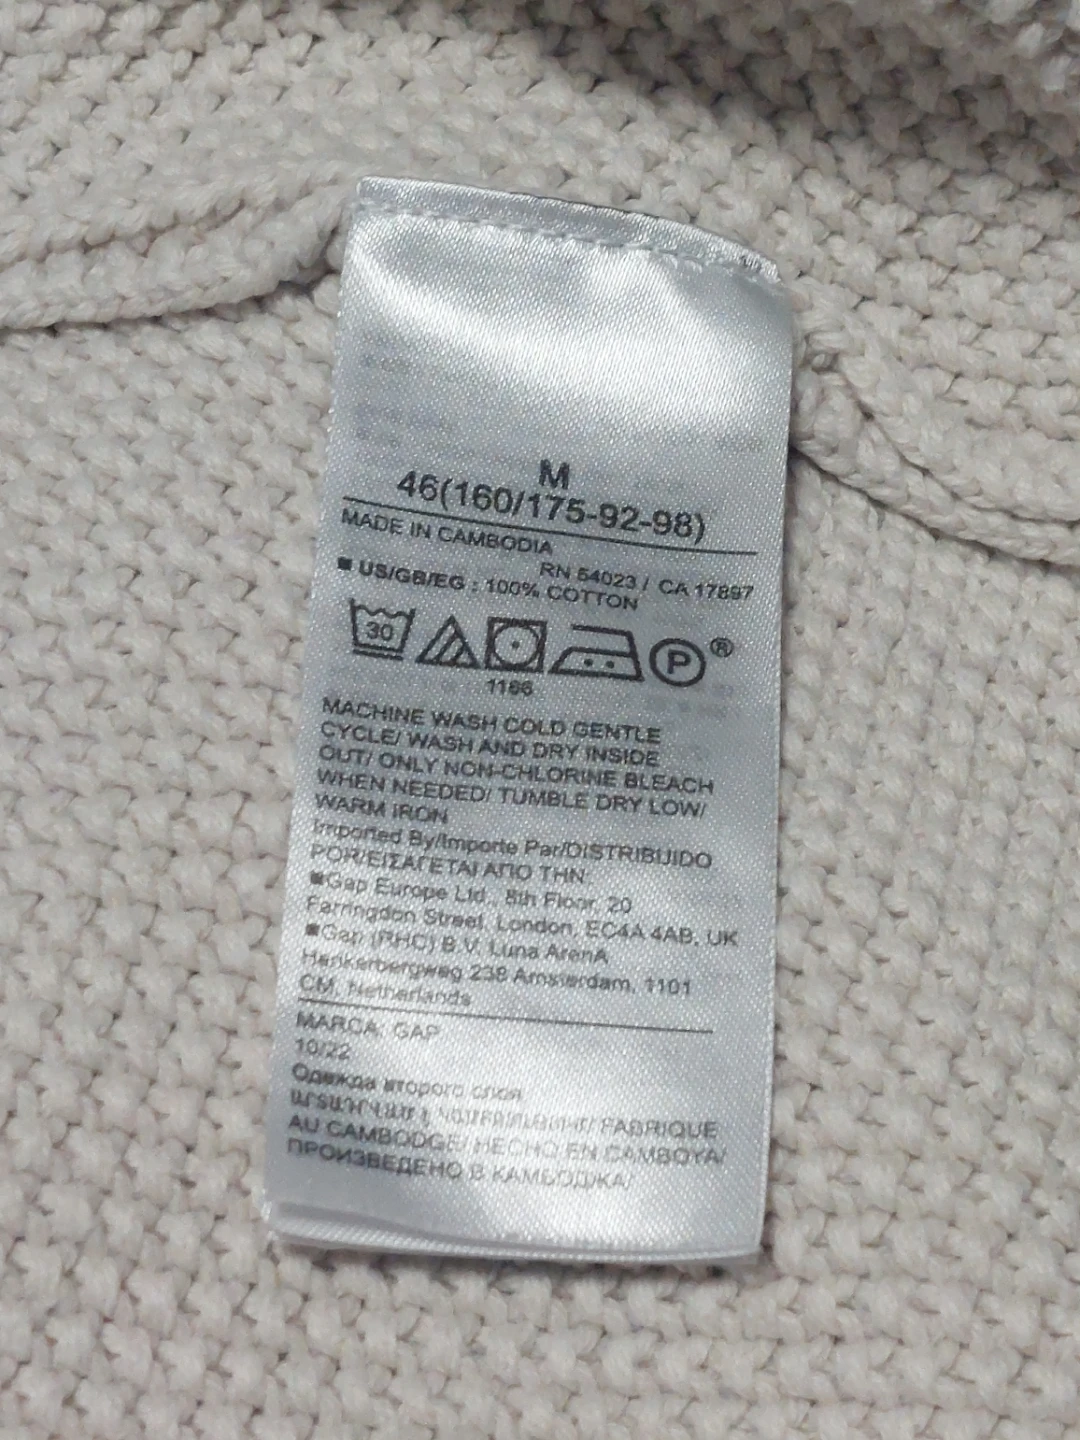 M
46(160/175-92-98)
MADE IN CAMBODIA
RN 54023 / CA 17897
■ US/GB/EG : 100% COTTON
30 P ®
1166
MACHINE WASH COLD GENTLE
CYCLE/ WASH AND DRY INSIDE
OUT/ ONLY NON-CHLORINE BLEACH
WHEN NEEDED/ TUMBLE DRY LOW/
WARM IRON
Imported By/Importe Par/DISTRIBUIDO
POR/ΕΙΣΑΓΕΤΑΙ ΑΠΟ ΤΗΝ:
■Gap Europe Ltd., 8th Floor, 20
Farringdon Street, London, EC4A 4AB, UK
■Gap (RHC) B.V. Luna ArenA
Herikerbergweg 238 Amsterdam, 1101
CM, Netherlands
MARCA: GAP
10/22
Одежда второго слоя
FABRIQUE
AU CAMBODGE/ HECHO EN CAMBOYA/
ПРОИЗВЕДЕНО В КАМБОДЖА/